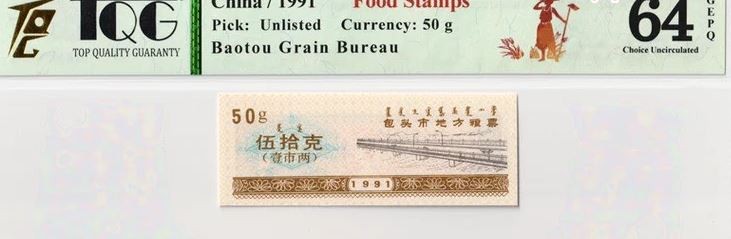 TQG
TOP QUALITY GUARANTY
China / 1991 Food Stamps
Pick: Unlisted Currency: 50 g
Baotou Grain Bureau
64
Choice Uncirculated
GEPQ
50g
包头市地方粮票
伍拾克
(壹市两)
1991